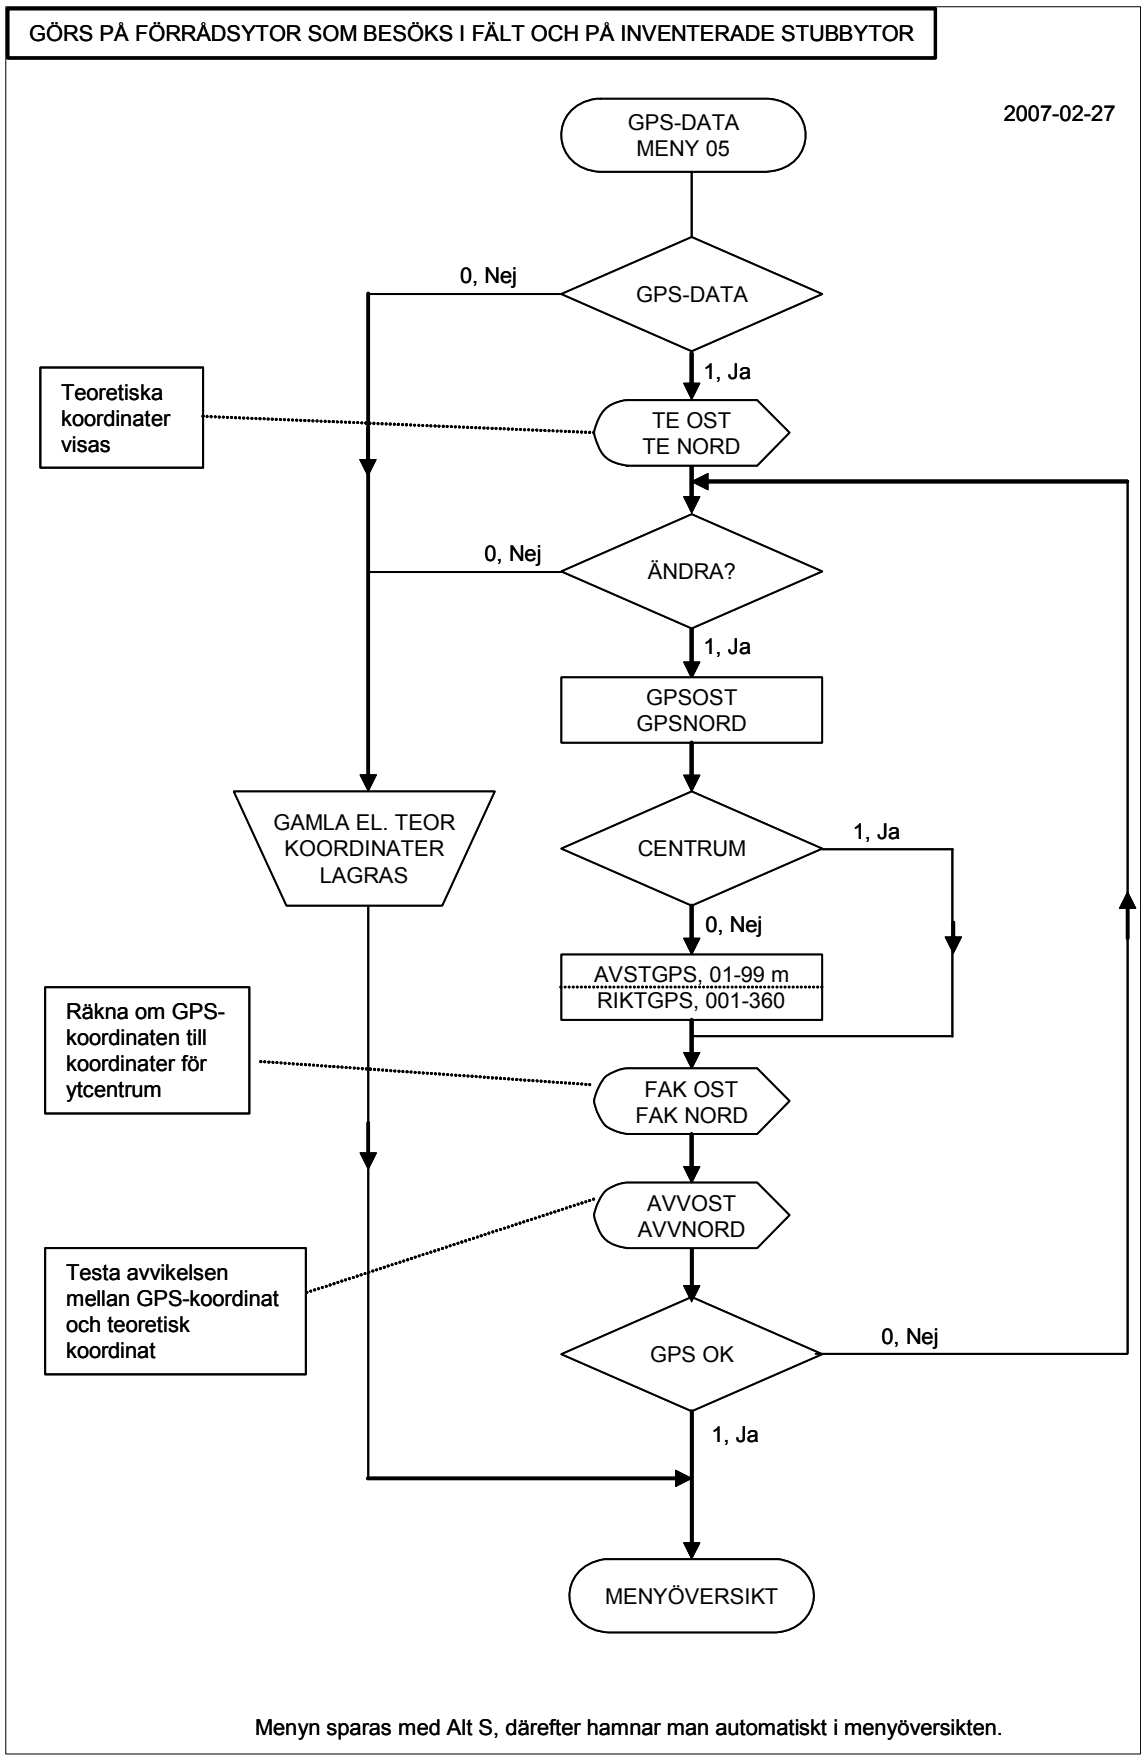 GÖRS PÅ FÖRRÅDSYTOR SOM BESÖKS I FÄLT OCH PÅ INVENTERADE STUBBYTOR
2007-02-27
GPS-DATA
MENY 05
0, Nej
GPS-DATA
1, Ja
Teoretiska
koordinater
visas
TE OST
TE NORD
0, Nej
ÄNDRA?
1, Ja
GPSOST
GPSNORD
GAMLA EL. TEOR
KOORDINATER
LAGRAS
CENTRUM
1, Ja
0, Nej
AVSTGPS, 01-99 m
RIKTGPS, 001-360
Räkna om GPS-
koordinaten till
koordinater för
ytcentrum
FAK OST
FAK NORD
AVVOST
AVVNORD
Testa avvikelsen
mellan GPS-koordinat
och teoretisk
koordinat
GPS OK
0, Nej
1, Ja
MENYÖVERSIKT
Menyn sparas med Alt S, därefter hamnar man automatiskt i menyöversikten.